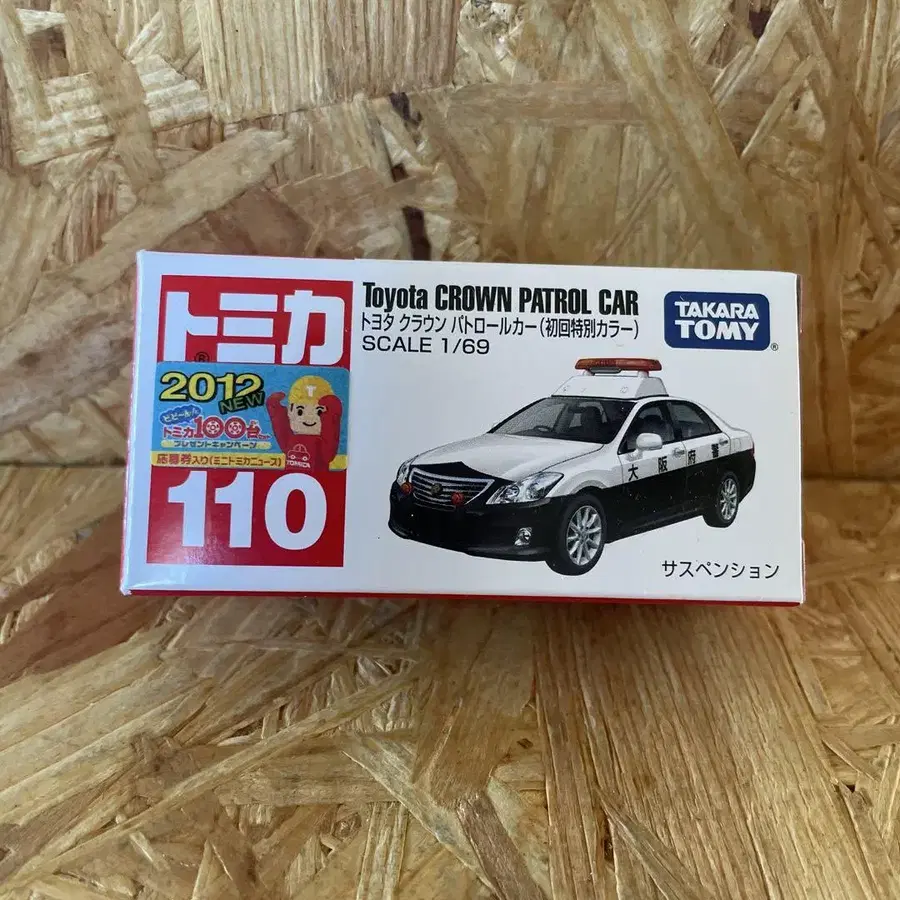 トミカ
®
2012
NEW
トミカ100台
プレゼントキャンペーン
応募券入り(ミニトミカニュース)
TOMICA
110
Toyota CROWN PATROL CAR
トヨタ クラウン パトロールカー(初回特別カラー)
SCALE 1/69
TAKARA
TOMY
®
大阪府警
サスペンション